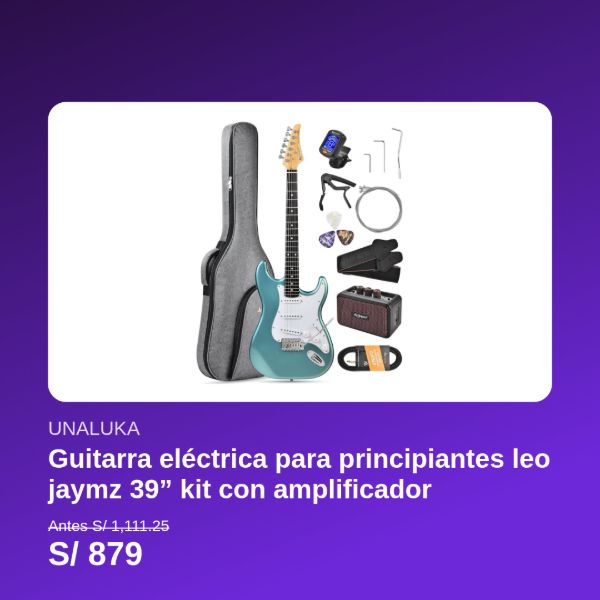 UNALUKA
Guitarra eléctrica para principiantes leo
jaymz 39” kit con amplificador
Antes S/ 1,111.25
S/ 879